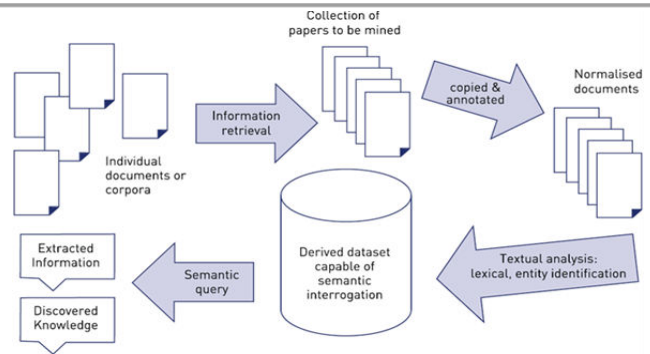 Collection of
papers to be mined
Individual
documents or
corpora
Information
retrieval
copied &
annotated
Normalised
documents
Textual analysis:
lexical, entity identification
Derived dataset
capable of
semantic
interrogation
Semantic
query
Extracted
Information
Discovered
Knowledge